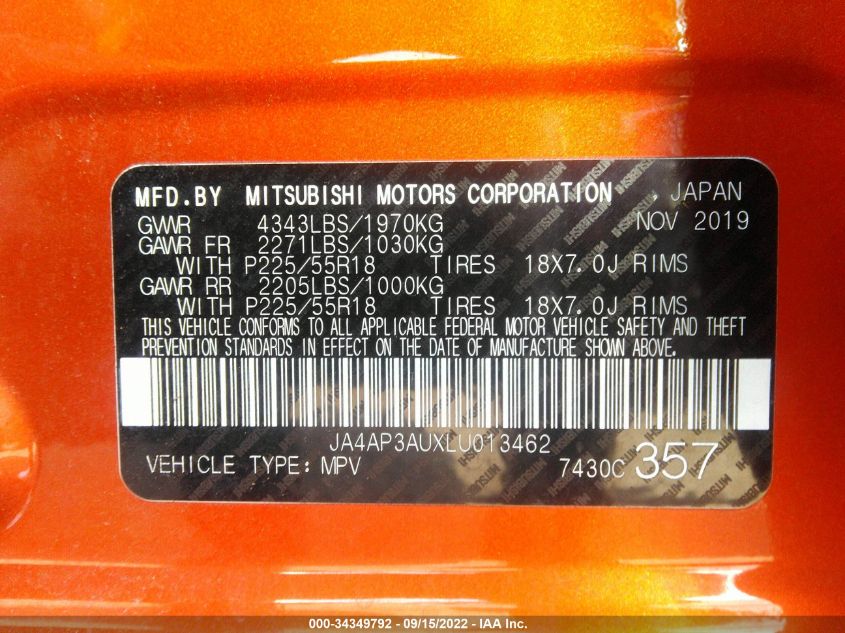 MFD.BY MITSUBISHI MOTORS CORPORATION , JAPAN
GVWR 4343LBS/1970KG NOV 2019
GAWR FR 2271LBS/1030KG
WITH P225/55R18 TIRES 18X7.0J RIMS
GAWR RR 2205LBS/1000KG
WITH P225/55R18 TIRES 18X7.0J RIMS
THIS VEHICLE CONFORMS TO ALL APPLICABLE FEDERAL MOTOR VEHICLE SAFETY AND THEFT
PREVENTION STANDARDS IN EFFECT ON THE DATE OF MANUFACTURE SHOWN ABOVE.
JA4AP3AUXLU013462
VEHICLE TYPE: MPV 7430C 357
000-34349792 - 09/15/2022 - IAA Inc.